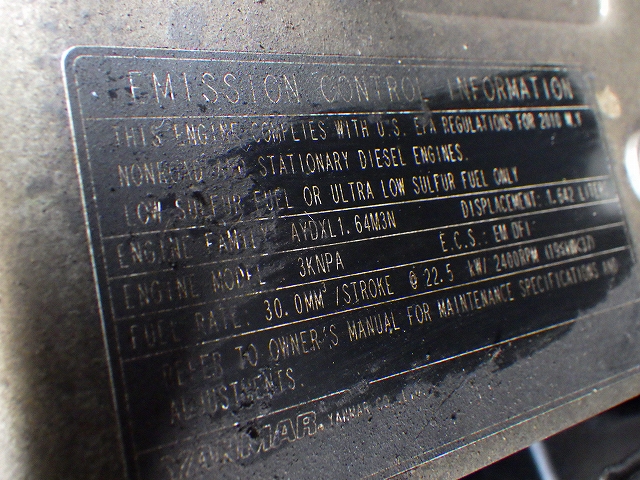 EMISSION CONTROL INFORMATION
THIS ENGINE COMPLIES WITH U.S. EPA REGULATIONS FOR 2010 M.Y
NONROAD AND STATIONARY DIESEL ENGINES.
LOW SULFUR FUEL OR ULTRA LOW SULFUR FUEL ONLY
ENGINE FAMILY: AYDXL1.64M3N DISPLACEMENT: 1.642 LITERS
ENGINE MODEL: 3KNPA E.C.S.: EM DFI
FUEL RATE: 30.0MM³/STROKE @ 22.5 kW/ 2400RPM
REFER TO OWNER'S MANUAL FOR MAINTENANCE SPECIFICATIONS AND
ADJUSTMENTS.
YANMAR. YANMAR CO.,